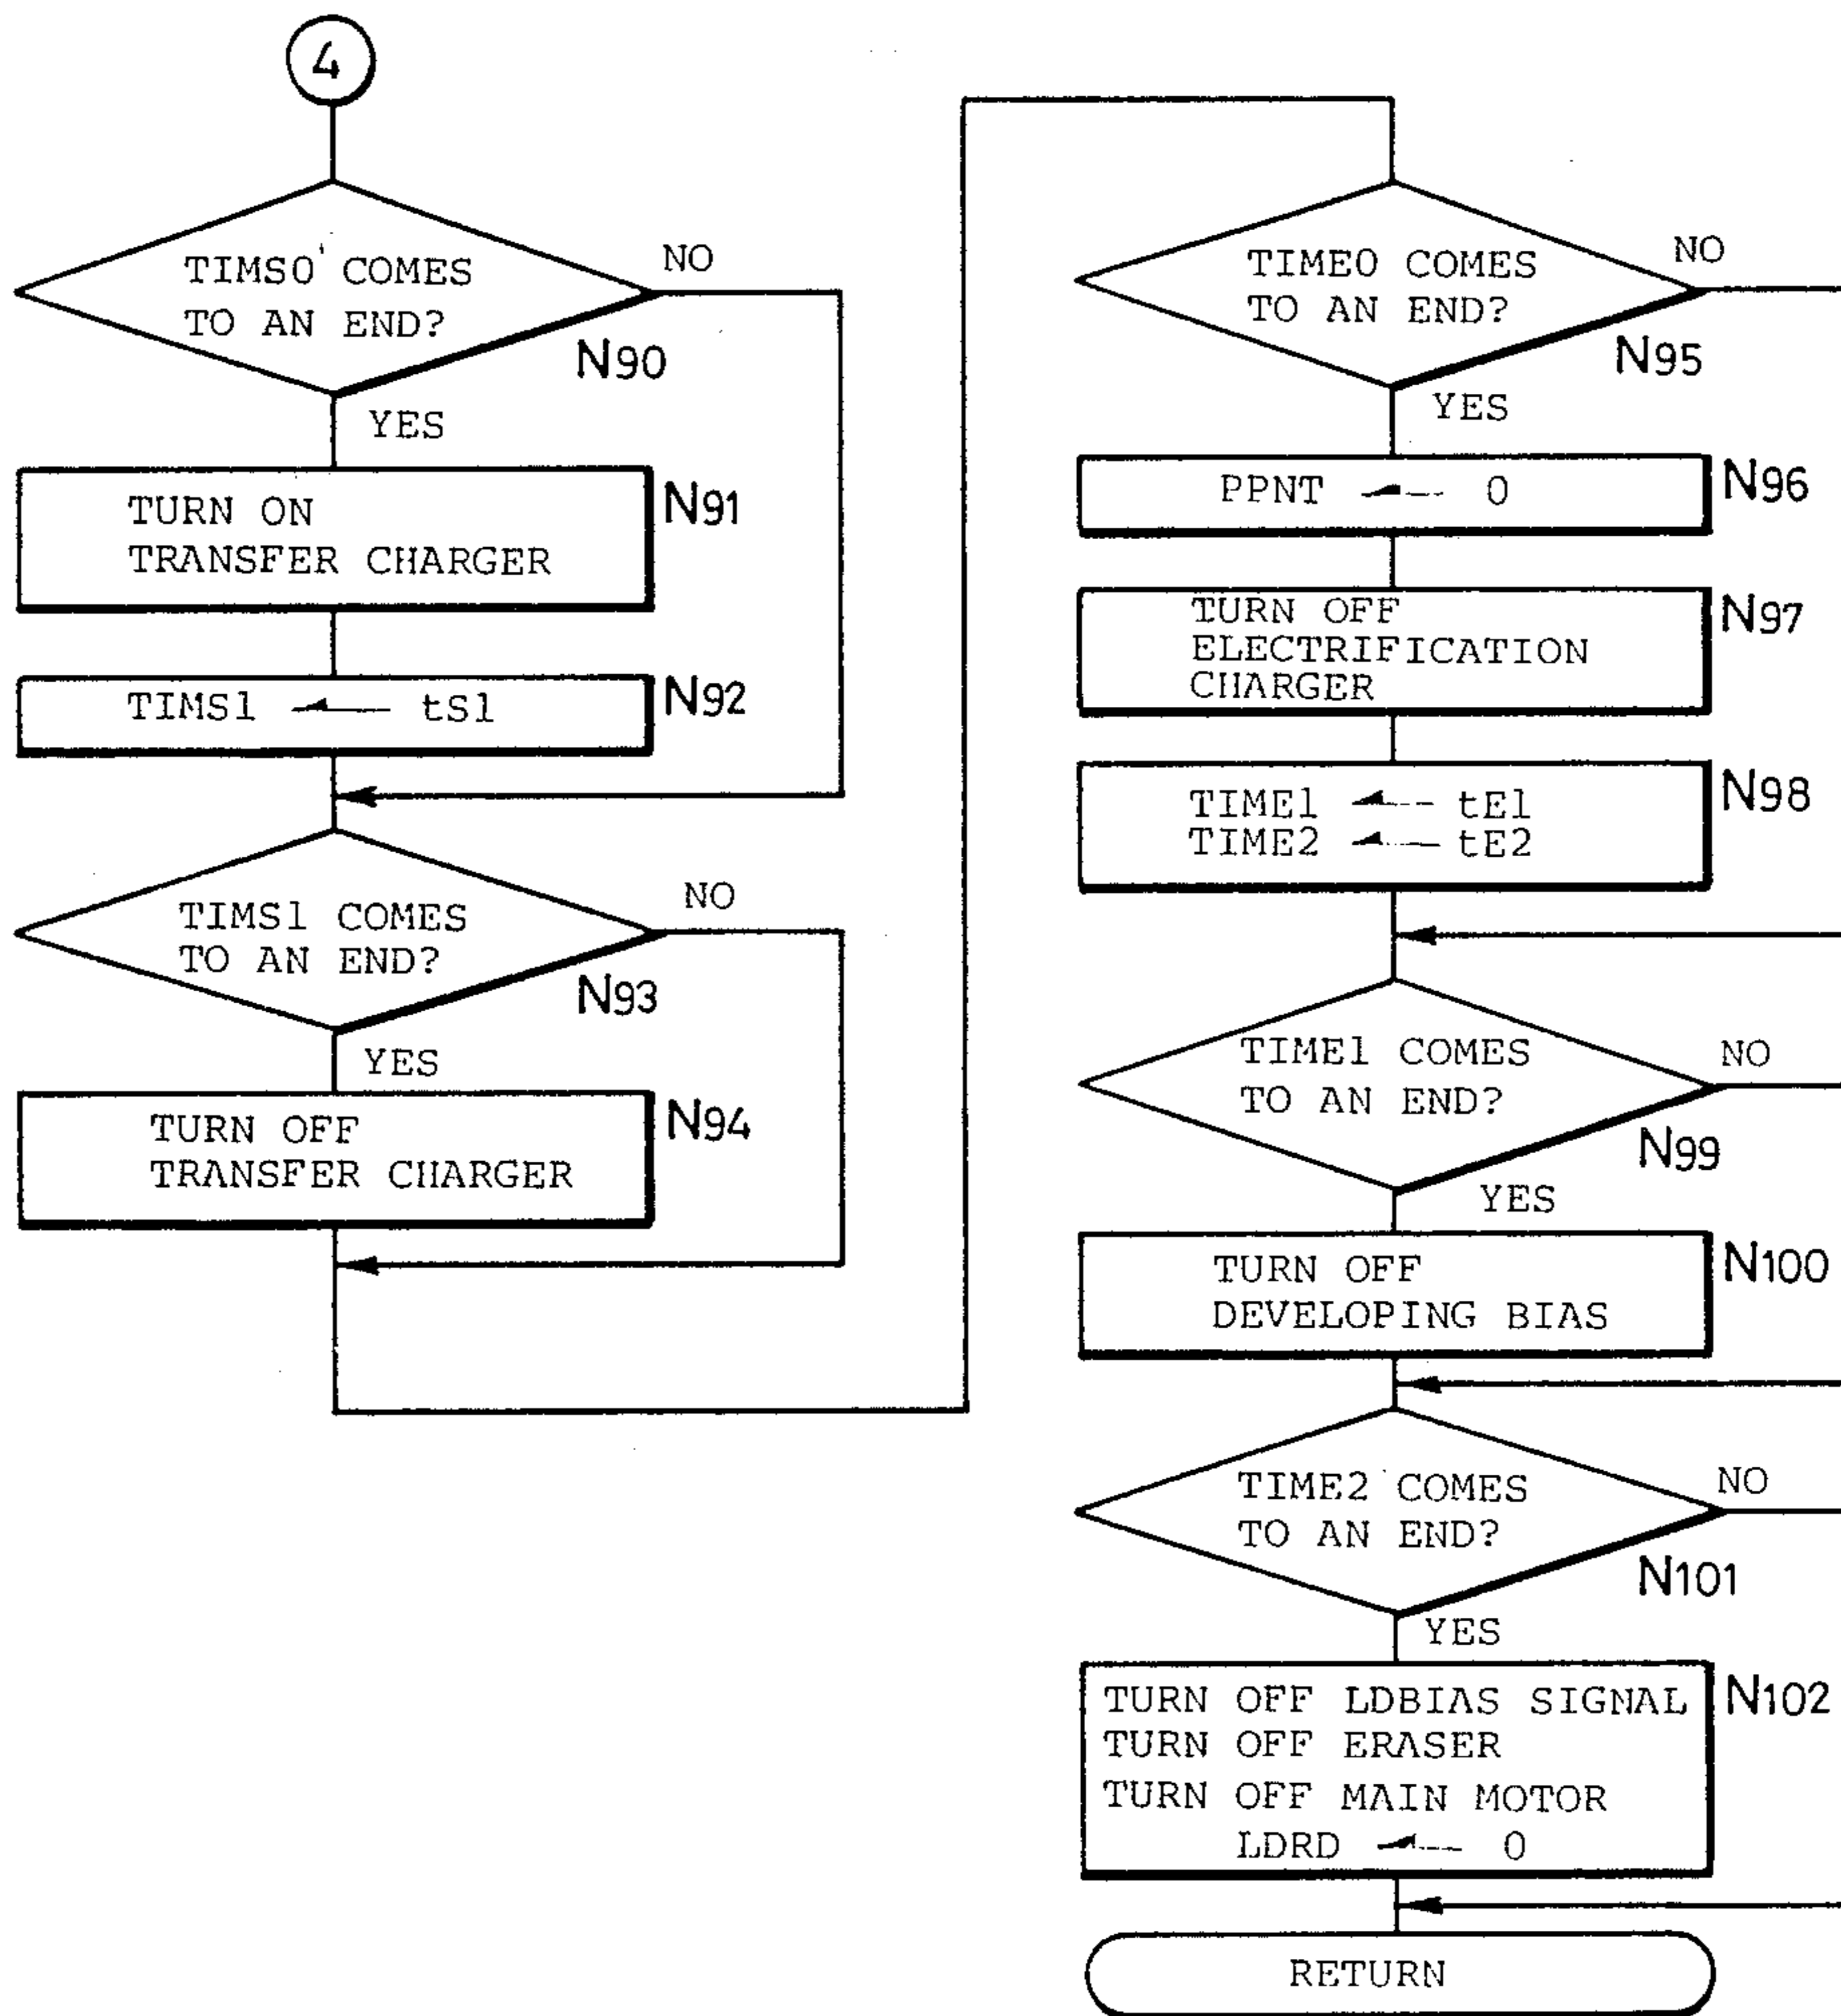 4
TIMS0 COMES
TO AN END?
NO
N90
YES
TURN ON
TRANSFER CHARGER
N91
TIMS1 ← tS1
N92
TIMS1 COMES
TO AN END?
NO
N93
YES
TURN OFF
TRANSFER CHARGER
N94
TIME0 COMES
TO AN END?
NO
N95
YES
PPNT ← 0
N96
TURN OFF
ELECTRIFICATION
CHARGER
N97
TIME1 ← tE1
TIME2 ← tE2
N98
TIME1 COMES
TO AN END?
NO
N99
YES
TURN OFF
DEVELOPING BIAS
N100
TIME2 COMES
TO AN END?
NO
N101
YES
TURN OFF LDBIAS SIGNAL
TURN OFF ERASER
TURN OFF MAIN MOTOR
LDRD ← 0
N102
RETURN